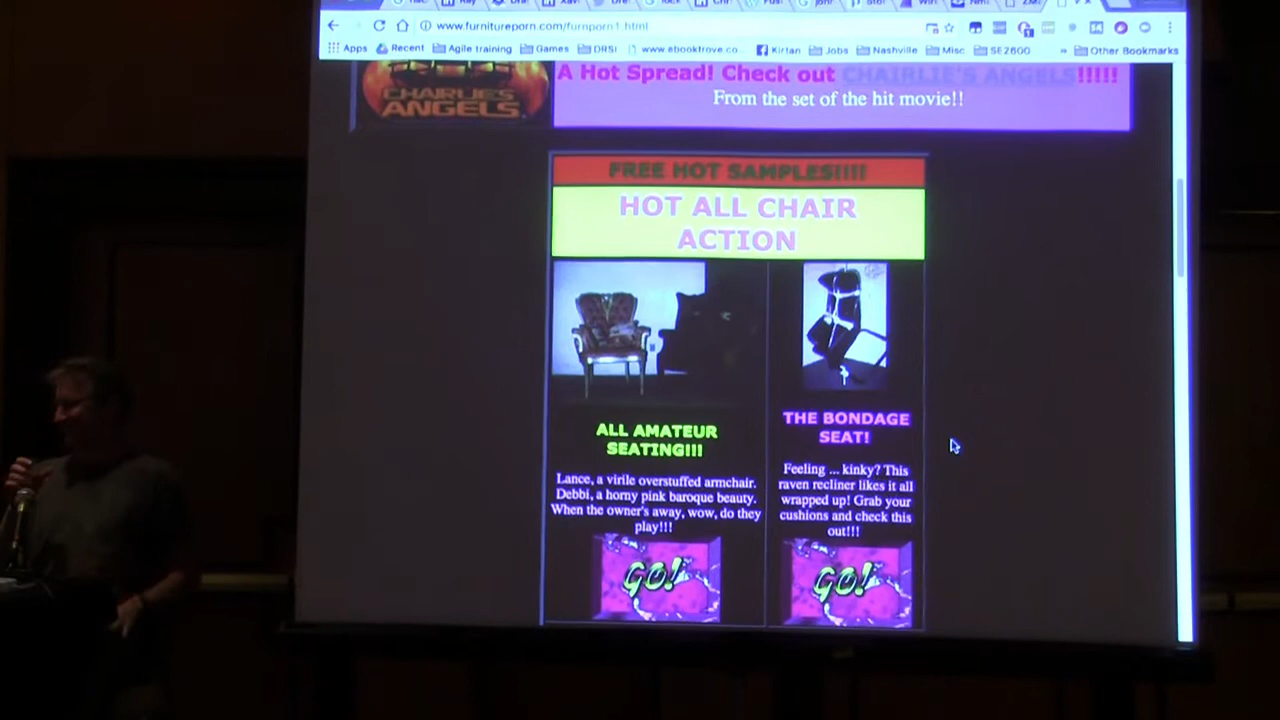 www.furnitureporn.com/furnporn1.html
Apps Recent Agile training Games DRSi www.ebooktrove.co... Kirtan Jobs Nashville Misc SE2600 » Other Bookmarks
CHAIRLIE'S
ANGELS
A Hot Spread! Check out CHAIRLIE'S ANGELS!!!!!
From the set of the hit movie!!
FREE HOT SAMPLES!!!!
HOT ALL CHAIR
ACTION
ALL AMATEUR
SEATING!!!
Lance, a virile overstuffed armchair.
Debbi, a horny pink baroque beauty.
When the owner's away, wow, do they
play!!!
GO!
THE BONDAGE
SEAT!
Feeling ... kinky? This
raven recliner likes it all
wrapped up! Grab your
cushions and check this
out!!!
GO!